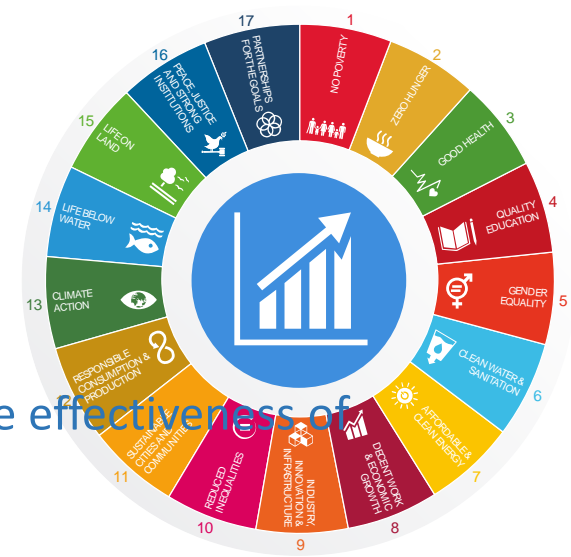 1
NO POVERTY
2
ZERO HUNGER
3
GOOD HEALTH
4
QUALITY
EDUCATION
5
GENDER
EQUALITY
6
CLEAN WATER &
SANITATION
7
AFFORDABLE &
CLEAN ENERGY
8
DECENT WORK
& ECONOMIC
GROWTH
9
INDUSTRY,
INNOVATION &
INFRASTRUCTURE
10
REDUCED
INEQUALITIES
11
CITIES AND
COMMUNITIES
RESPONSIBLE
CONSUMPTION &
PRODUCTION
13
CLIMATE
ACTION
14
LIFE BELOW
WATER
15
LIFE ON
LAND
16
PEACE, JUSTICE
AND STRONG
INSTITUTIONS
17
PARTNERSHIPS
FOR THE GOALS
e effectiveness of